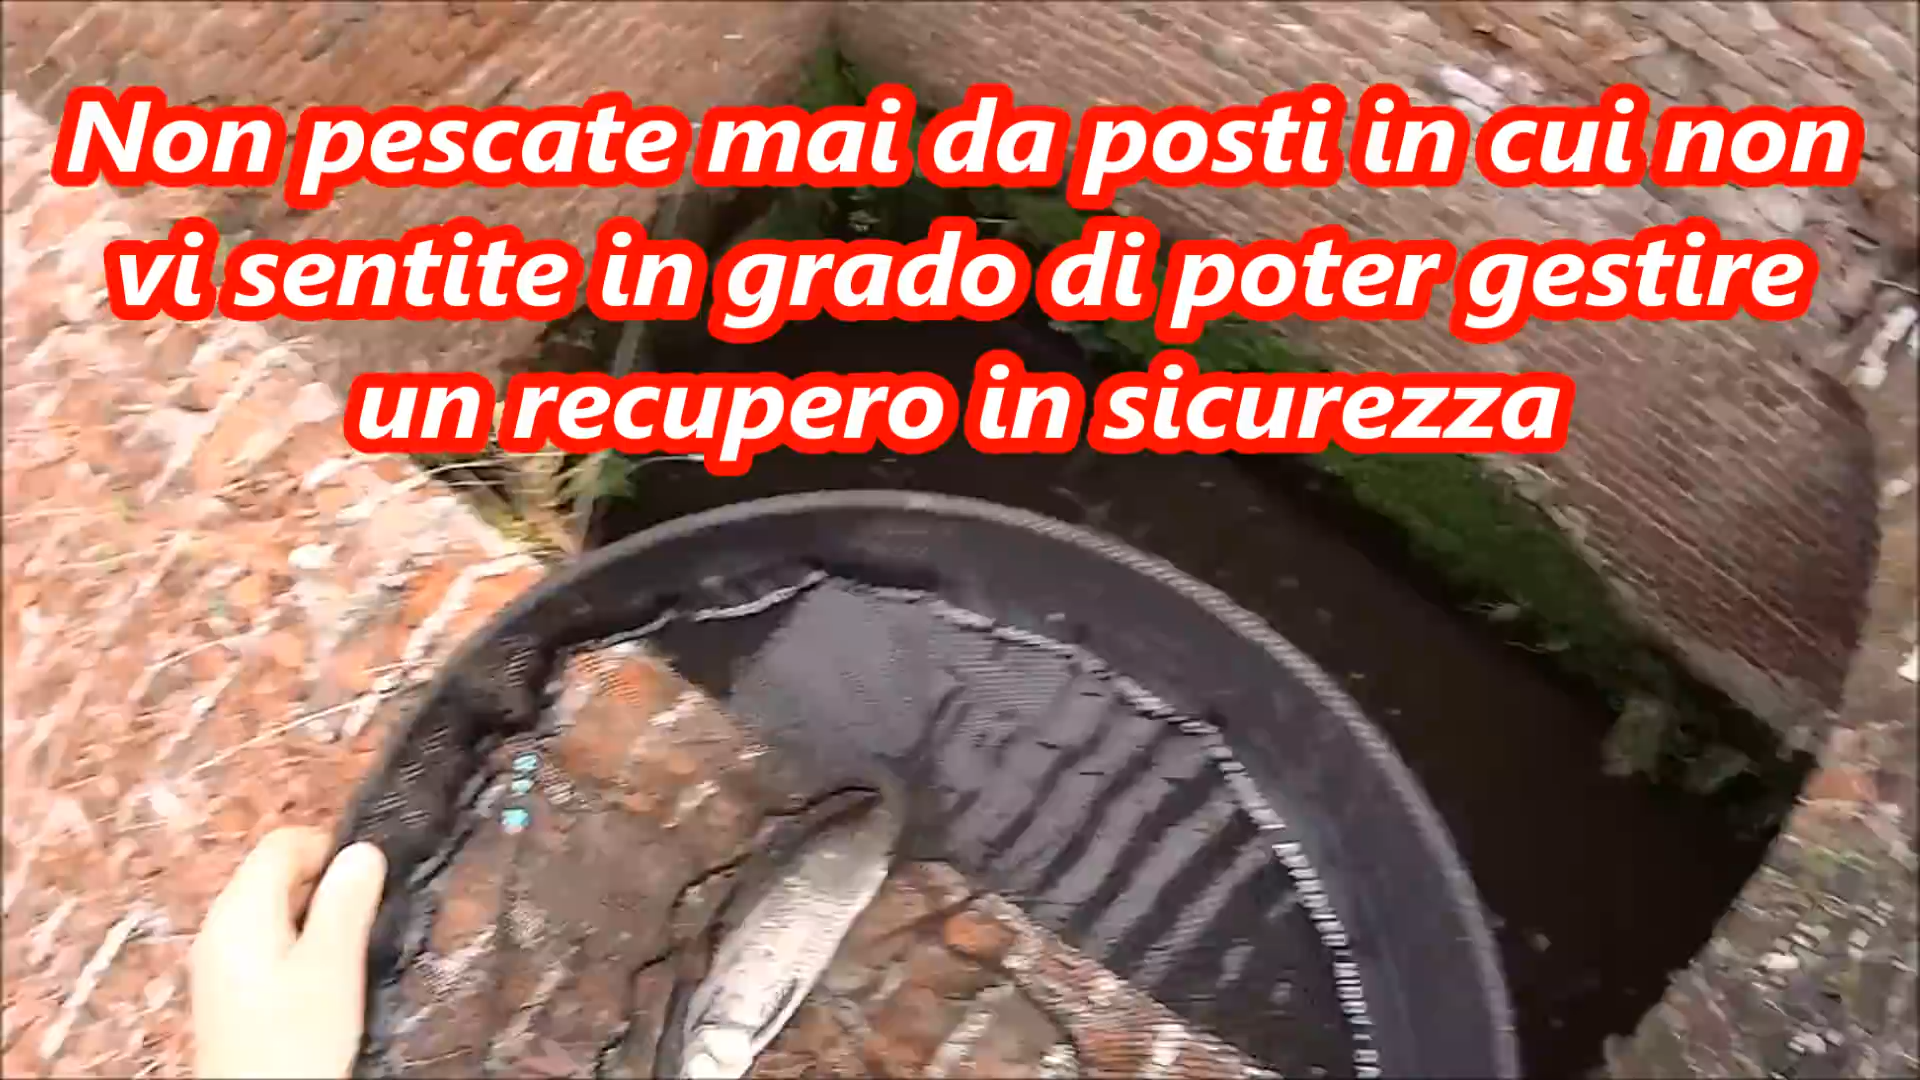 Non pescate mai da posti in cui non
vi sentite in grado di poter gestire
un recupero in sicurezza